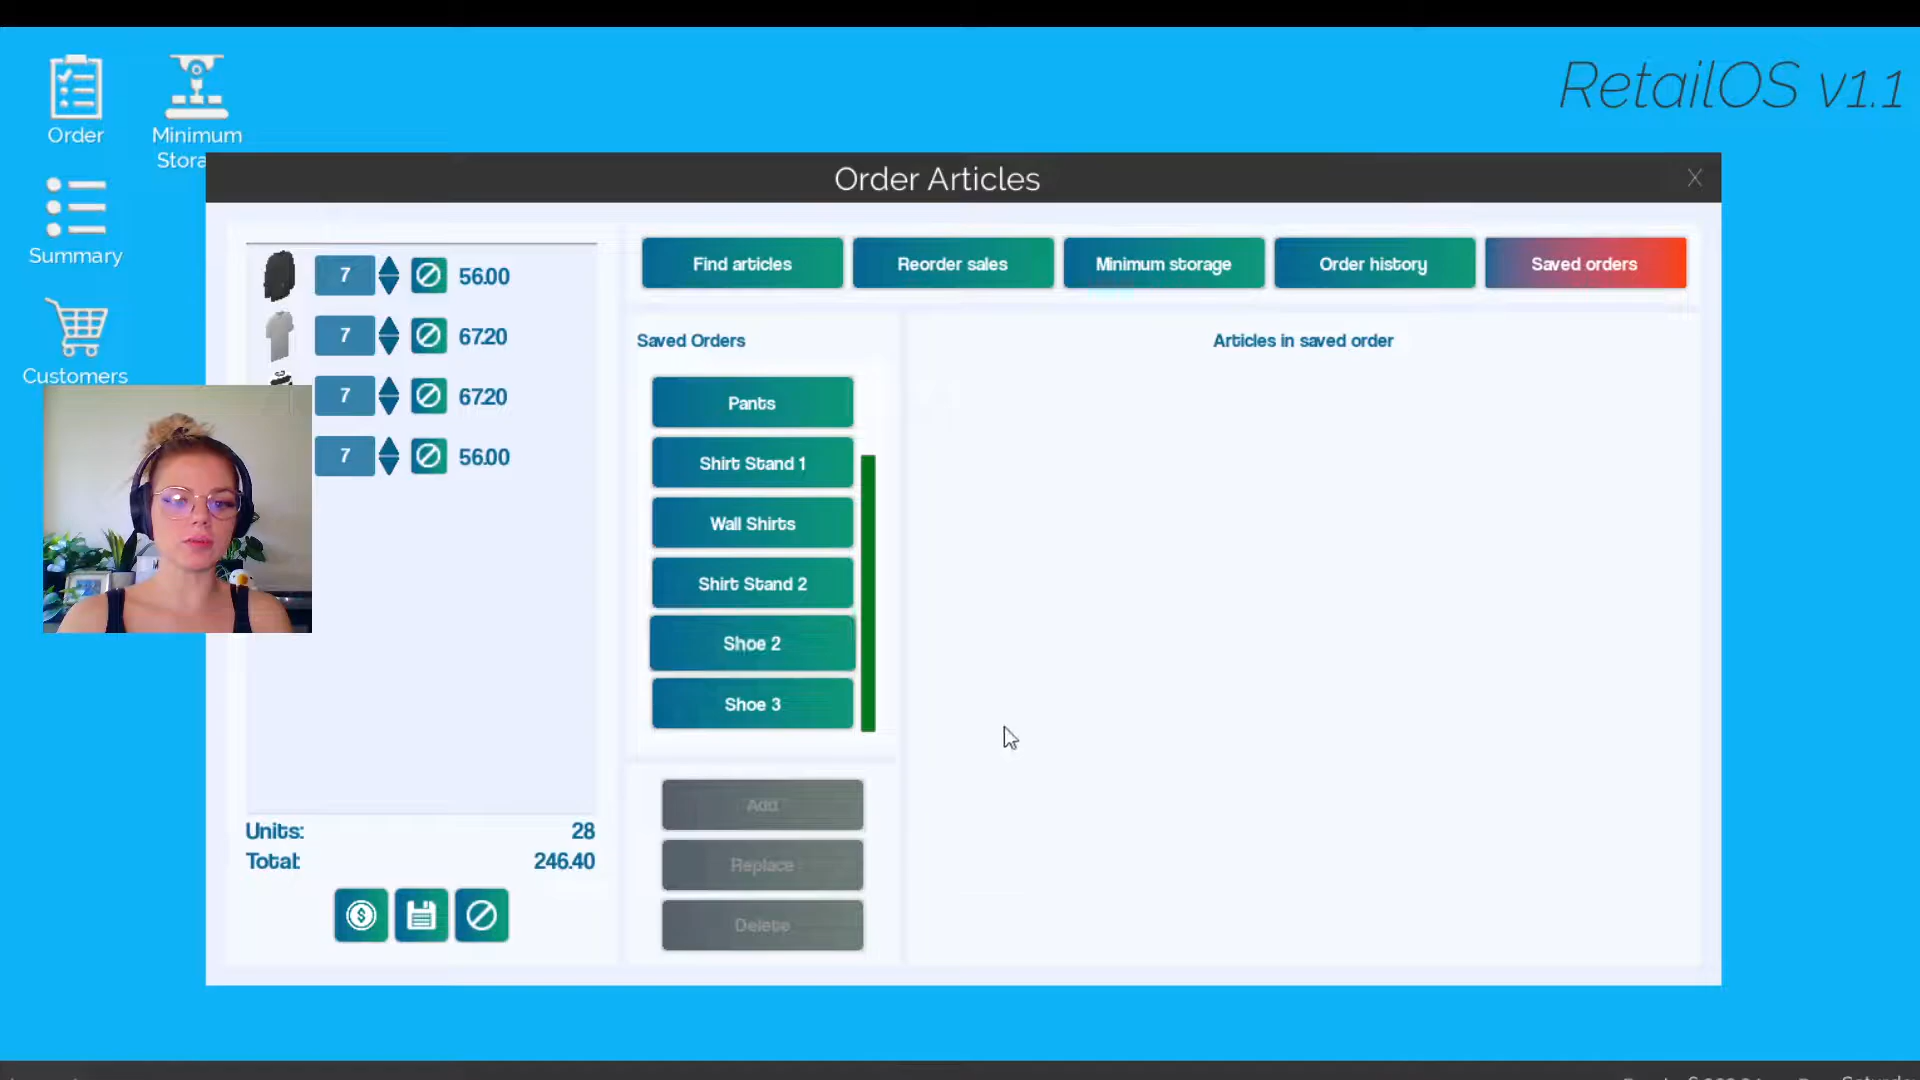 RetailOS v1.1
Order
Minimum
Stora
Summary
Customers
Order Articles
X
7 56.00
7 67.20
7 67.20
7 56.00
Units: 28
Total: 246.40
Find articles
Reorder sales
Minimum storage
Order history
Saved orders
Saved Orders
Pants
Shirt Stand 1
Wall Shirts
Shirt Stand 2
Shoe 2
Shoe 3
Add
Replace
Delete
Articles in saved order